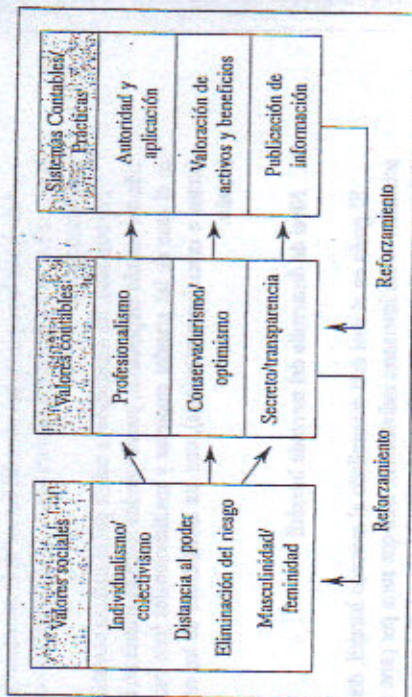 Valores sociales
Individualismo/
colectivismo
Distancia al poder
Eliminación del riesgo
Masculinidad/
feminidad
Valores contables
Profesionalismo
Conservadurismo/
optimismo
Secreto/transparencia
Sistemas Contables/
Prácticas
Autoridad y
aplicación
Valoración de
activos y beneficios
Publicación de
información
Reforzamiento
Reforzamiento